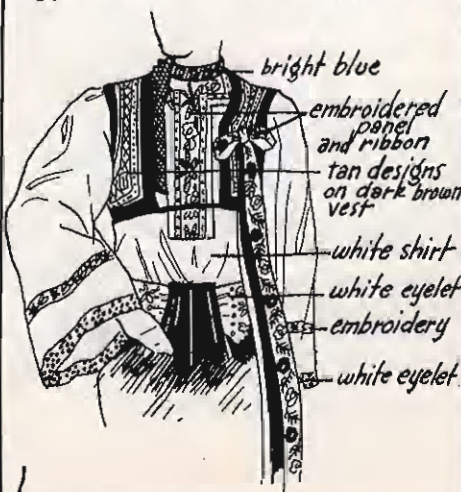 bright blue
embroidered
panel
and ribbon
tan designs
on dark brown
vest
white shirt
white eyelet
embroidery
white eyelet